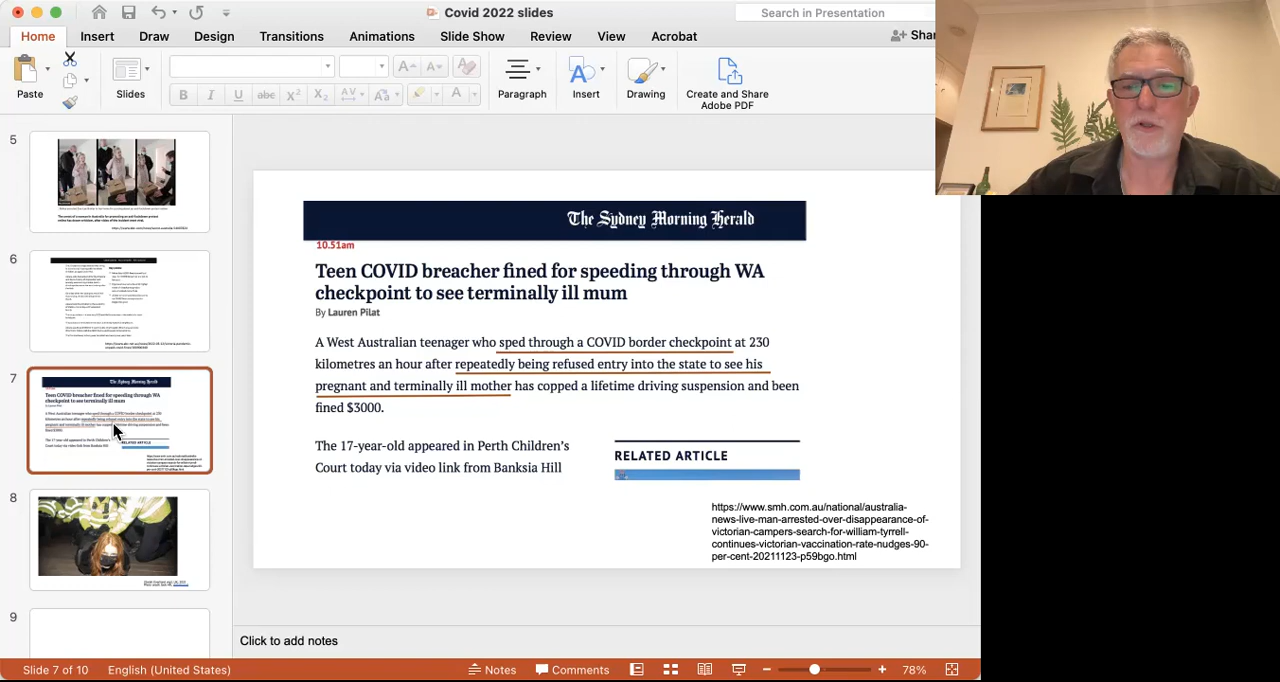 Covid 2022 slides
Search in Presentation
Home Insert Draw Design Transitions Animations Slide Show Review View Acrobat Shar
Paste
Slides
Paragraph
Insert
Drawing
Create and Share
Adobe PDF
5
6
7
8
9
The Sydney Morning Herald
10.51am
Teen COVID breacher fined for speeding through WA
checkpoint to see terminally ill mum
By Lauren Pilat
A West Australian teenager who sped through a COVID border checkpoint at 230
kilometres an hour after repeatedly being refused entry into the state to see his
pregnant and terminally ill mother has copped a lifetime driving suspension and been
fined $3000.
The 17-year-old appeared in Perth Children's
Court today via video link from Banksia Hill
RELATED ARTICLE
https://www.smh.com.au/national/australia-
news-live-man-arrested-over-disappearance-of-
victorian-campers-search-for-william-tyrrell-
continues-victorian-vaccination-rate-nudges-90-
per-cent-20211123-p59bgo.html
Click to add notes
Slide 7 of 10 English (United States) Notes Comments 78%